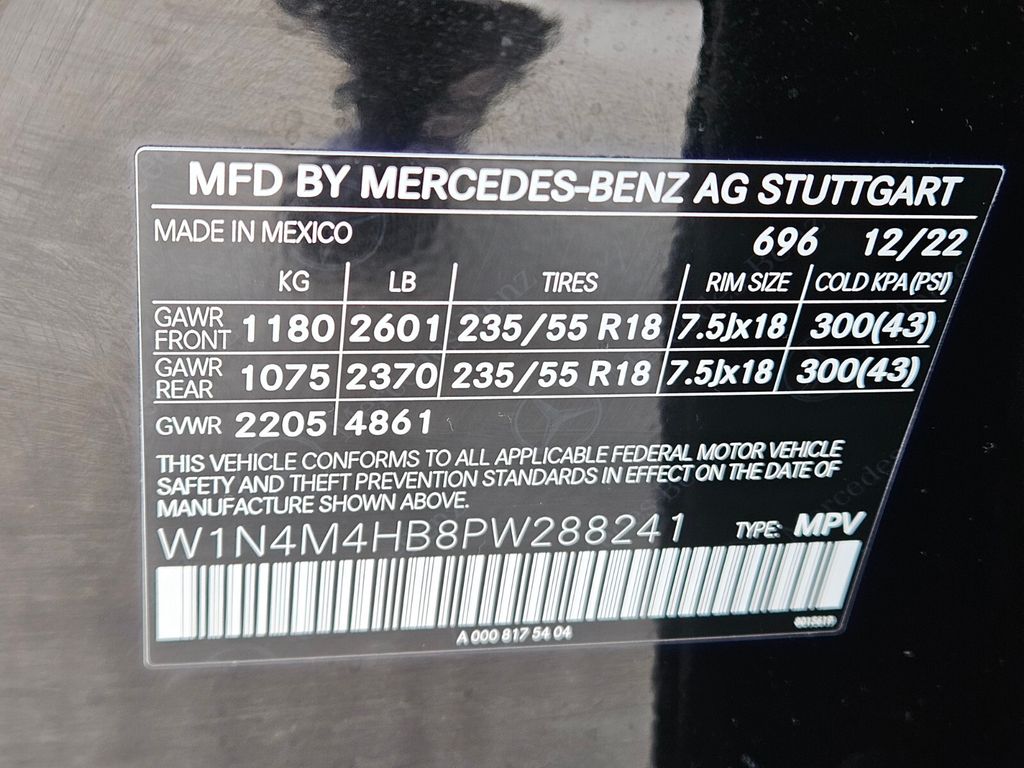 MFD BY MERCEDES-BENZ AG STUTTGART
MADE IN MEXICO 696 12/22
KG LB TIRES RIM SIZE COLD KPA (PSI)
GAWR FRONT 1180 2601 235/55 R18 7.5Jx18 300(43)
GAWR REAR 1075 2370 235/55 R18 7.5Jx18 300(43)
GVWR 2205 4861
THIS VEHICLE CONFORMS TO ALL APPLICABLE FEDERAL MOTOR VEHICLE
SAFETY AND THEFT PREVENTION STANDARDS IN EFFECT ON THE DATE OF
MANUFACTURE SHOWN ABOVE.
W1N4M4HB8PW288241 TYPE: MPV
A 000 817 54 04